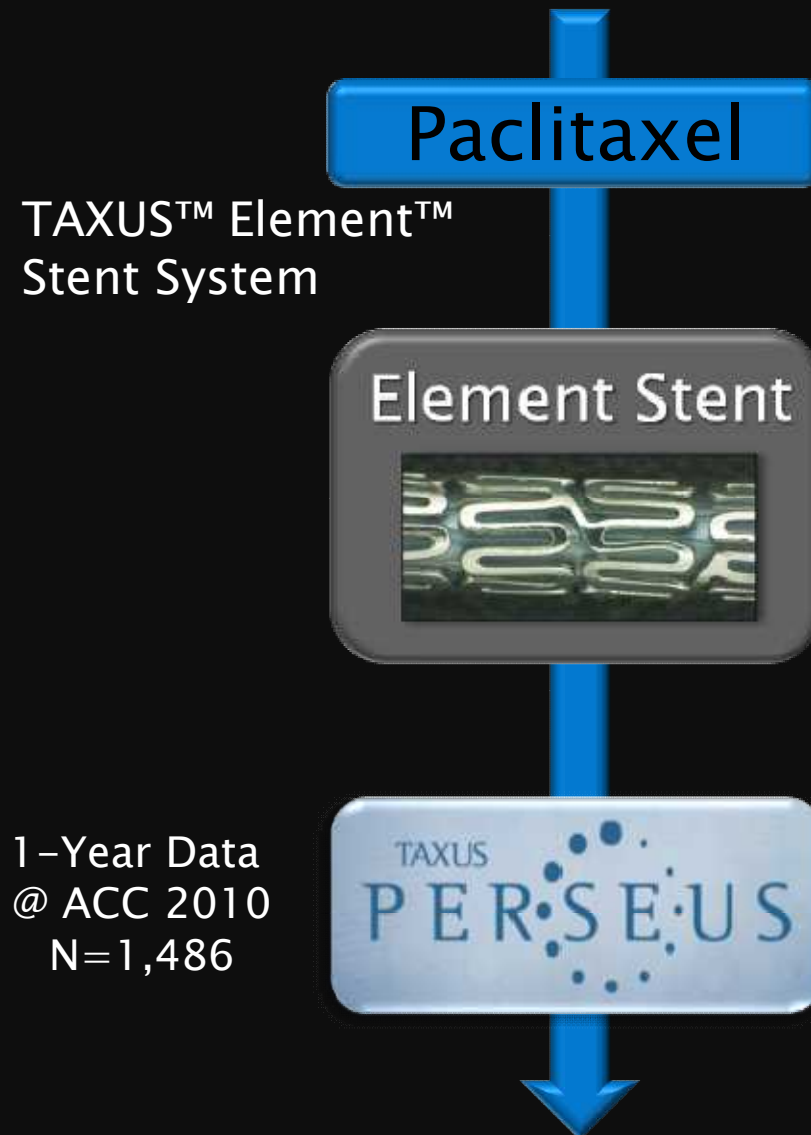 Paclitaxel
TAXUS™ Element™
Stent System
Element Stent
1-Year Data
@ ACC 2010
N=1,486
TAXUS
PERSEUS